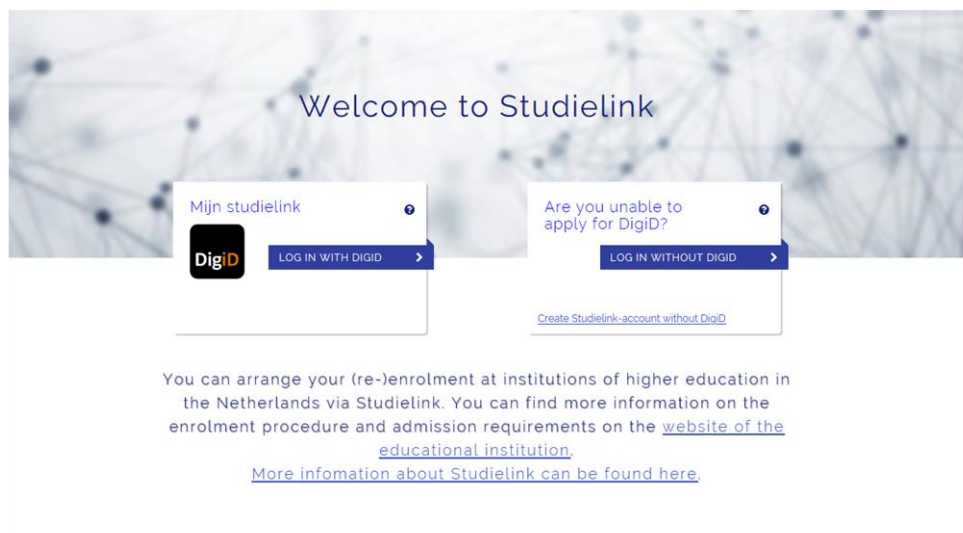 Welcome to Studielink
Mijn studielink
DigiD
LOG IN WITH DIGID
Are you unable to
apply for DigiD?
LOG IN WITHOUT DIGID
Create Studielink-account without DigiD
You can arrange your (re-)enrolment at institutions of higher education in
the Netherlands via Studielink. You can find more information on the
enrolment procedure and admission requirements on the website of the
educational institution.
More infomation about Studielink can be found here.